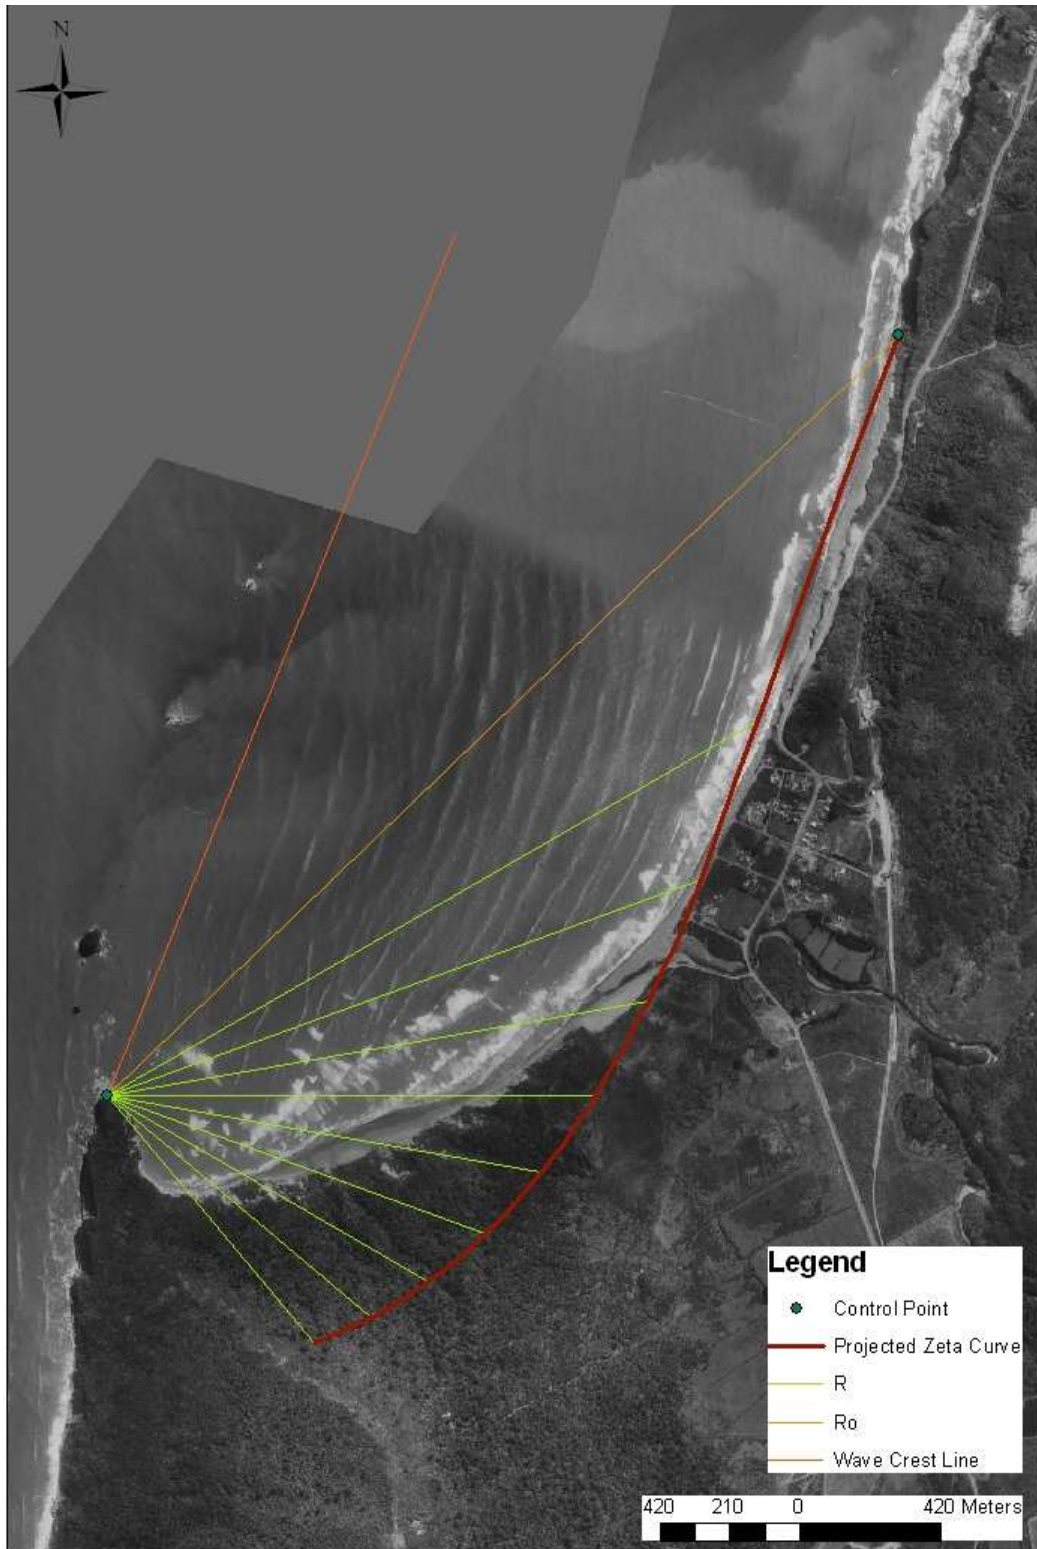 N
Legend
Control Point
Projected Zeta Curve
R
Ro
Wave Crest Line
420 210 0 420 Meters